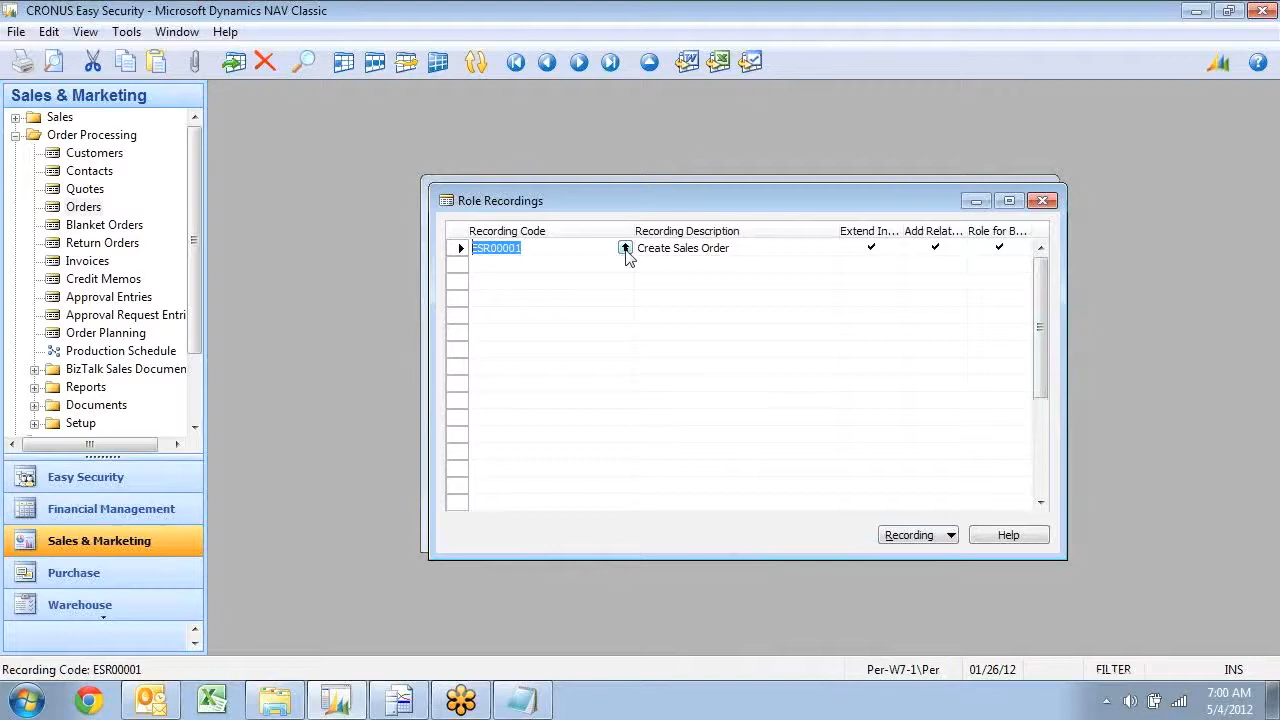 CRONUS Easy Security - Microsoft Dynamics NAV Classic
File Edit View Tools Window Help
Sales & Marketing
Sales
Order Processing
Customers
Contacts
Quotes
Orders
Blanket Orders
Return Orders
Invoices
Credit Memos
Approval Entries
Approval Request Entri
Order Planning
Production Schedule
BizTalk Sales Documen
Reports
Documents
Setup
Easy Security
Financial Management
Sales & Marketing
Purchase
Warehouse
Role Recordings
Recording Code Recording Description Extend In... Add Relat... Role for B...
ESR00001 Create Sales Order
Recording Help
Recording Code: ESR00001 Per-W7-1\Per 01/26/12 FILTER INS
7:00 AM
5/4/2012